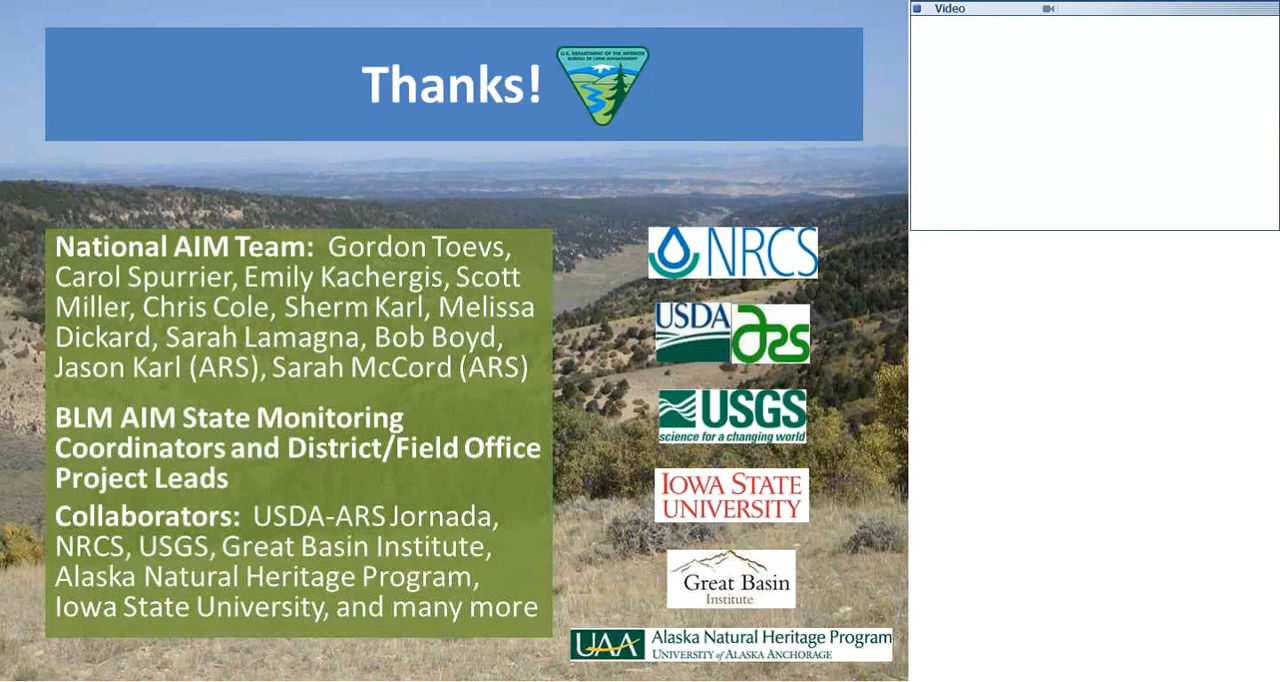 Video
Thanks!
U.S. DEPARTMENT OF THE INTERIOR
BUREAU OF LAND MANAGEMENT
National AIM Team: Gordon Toevs,
Carol Spurrier, Emily Kachergis, Scott
Miller, Chris Cole, Sherm Karl, Melissa
Dickard, Sarah Lamagna, Bob Boyd,
Jason Karl (ARS), Sarah McCord (ARS)
BLM AIM State Monitoring
Coordinators and District/Field Office
Project Leads
Collaborators: USDA-ARS Jornada,
NRCS, USGS, Great Basin Institute,
Alaska Natural Heritage Program,
Iowa State University, and many more
NRCS
USDA
ars
USGS
science for a changing world
IOWA STATE
UNIVERSITY
Great Basin
Institute
UAA
Alaska Natural Heritage Program
UNIVERSITY of ALASKA ANCHORAGE